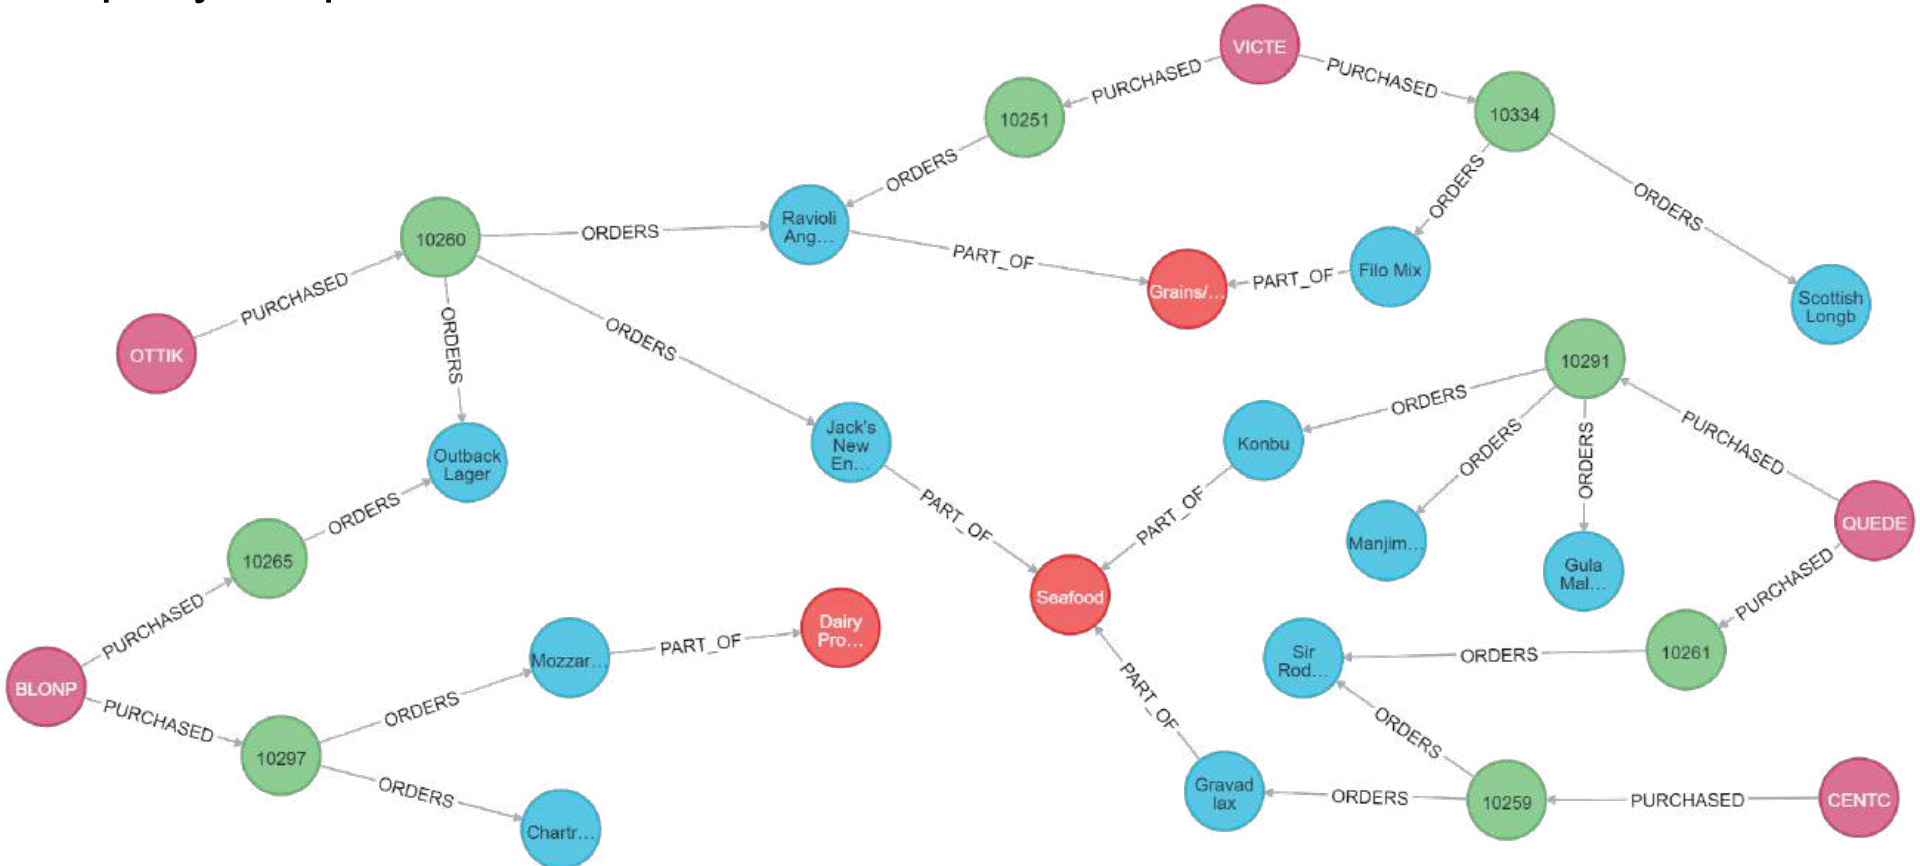 VICTE
PURCHASED
PURCHASED
10251
10334
ORDERS
ORDERS
ORDERS
Ravioli
Ang...
10260
ORDERS
PART_OF
Grains/...
PART_OF
Filo Mix
Scottish
Longb
PURCHASED
OTTIK
ORDERS
ORDERS
10291
ORDERS
PURCHASED
Jack's
New
En...
Konbu
ORDERS
ORDERS
Outback
Lager
PART_OF
PART_OF
Manjim...
Gula
Mal...
QUEDE
ORDERS
10265
PURCHASED
Seafood
PURCHASED
Mozzar...
PART_OF
Dairy
Pro...
Sir
Rod...
ORDERS
10261
BLONP
PURCHASED
ORDERS
PART_OF
ORDERS
10297
ORDERS
Chartr...
Gravad
lax
ORDERS
10259
PURCHASED
CENTC